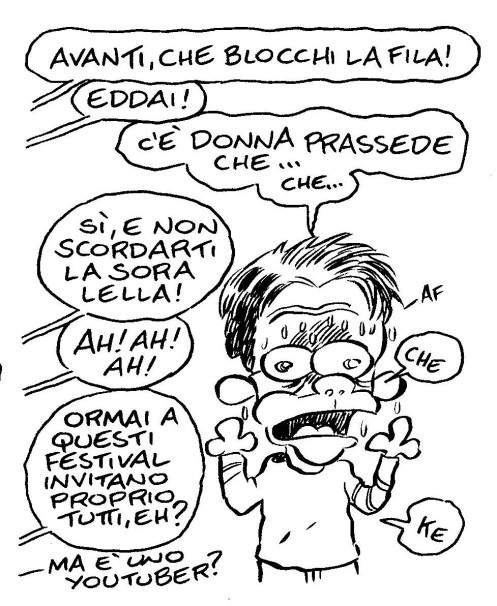 AVANTI, CHE BLOCCHI LA FILA!
EDDAI!
C'È DONNA PRASSEDE
CHE...
CHE...
SÌ, E NON
SCORDARTI
LA SORA
LELLA!
AF
AH! AH!
AH!
CHE
ORMAI A
QUESTI
FESTIVAL
INVITANO
PROPRIO
TUTTI, EH?
KE
MA E' UNO
YOUTUBER?